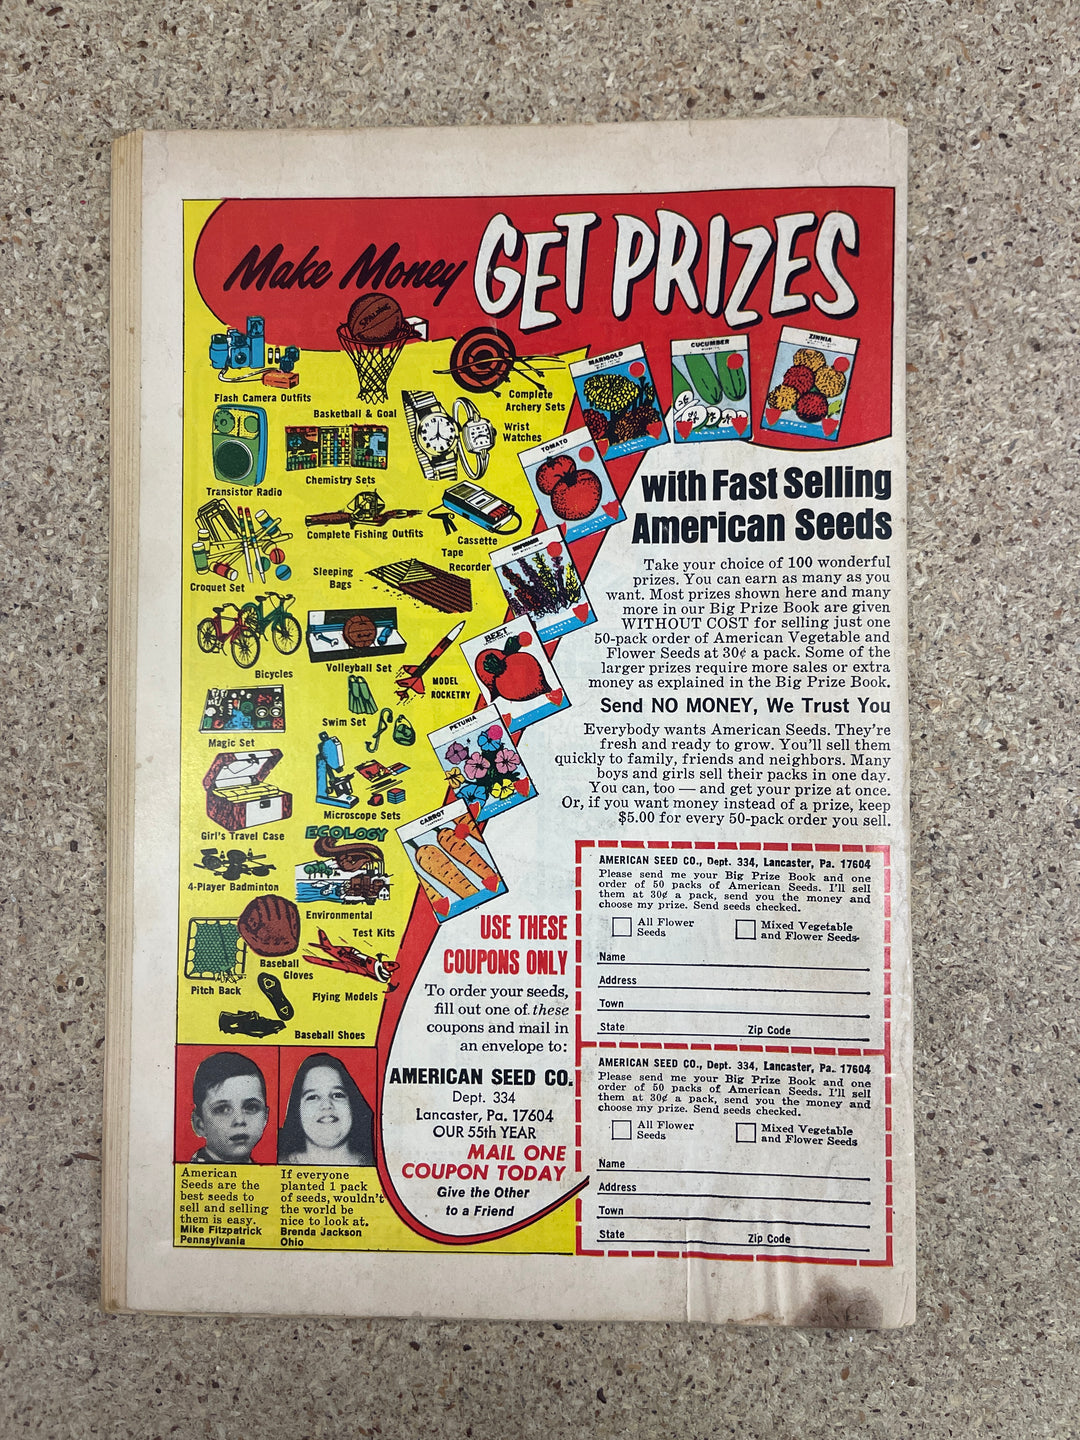 Make Money GET PRIZES
SPALDING
Flash Camera Outfits
Basketball & Goal
Complete
Archery Sets
Wrist
Watches
Transistor Radio
Chemistry Sets
Complete Fishing Outfits
Cassette
Tape
Recorder
Croquet Set
Sleeping
Bags
Bicycles
Volleyball Set
MODEL
ROCKETRY
Magic Set
Swim Set
Girl's Travel Case
Microscope Sets
ECOLOGY
4-Player Badminton
Environmental
Test Kits
Baseball
Gloves
Pitch Back
Flying Models
Baseball Shoes
MARIGOLD
CUCUMBER
ZINNIA
TOMATO
BEET
PETUNIA
CARROT
with Fast Selling
American Seeds
Take your choice of 100 wonderful
prizes. You can earn as many as you
want. Most prizes shown here and many
more in our Big Prize Book are given
WITHOUT COST for selling just one
50-pack order of American Vegetable and
Flower Seeds at 30¢ a pack. Some of the
larger prizes require more sales or extra
money as explained in the Big Prize Book.
Send NO MONEY, We Trust You
Everybody wants American Seeds. They're
fresh and ready to grow. You'll sell them
quickly to family, friends and neighbors. Many
boys and girls sell their packs in one day.
You can, too — and get your prize at once.
Or, if you want money instead of a prize, keep
$5.00 for every 50-pack order you sell.
USE THESE
COUPONS ONLY
To order your seeds,
fill out one of these
coupons and mail in
an envelope to:
AMERICAN SEED CO.
Dept. 334
Lancaster, Pa. 17604
OUR 55th YEAR
MAIL ONE
COUPON TODAY
Give the Other
to a Friend
AMERICAN SEED CO., Dept. 334, Lancaster, Pa. 17604
Please send me your Big Prize Book and one
order of 50 packs of American Seeds. I'll sell
them at 30¢ a pack, send you the money and
choose my prize. Send seeds checked.
All Flower
Seeds
Mixed Vegetable
and Flower Seeds
Name
Address
Town
State Zip Code
AMERICAN SEED CO., Dept. 334, Lancaster, Pa. 17604
Please send me your Big Prize Book and one
order of 50 packs of American Seeds. I'll sell
them at 30¢ a pack, send you the money and
choose my prize. Send seeds checked.
All Flower
Seeds
Mixed Vegetable
and Flower Seeds
Name
Address
Town
State Zip Code
American
Seeds are the
best seeds to
sell and selling
them is easy.
Mike Fitzpatrick
Pennsylvania
If everyone
planted 1 pack
of seeds, wouldn't
the world be
nice to look at.
Brenda Jackson
Ohio